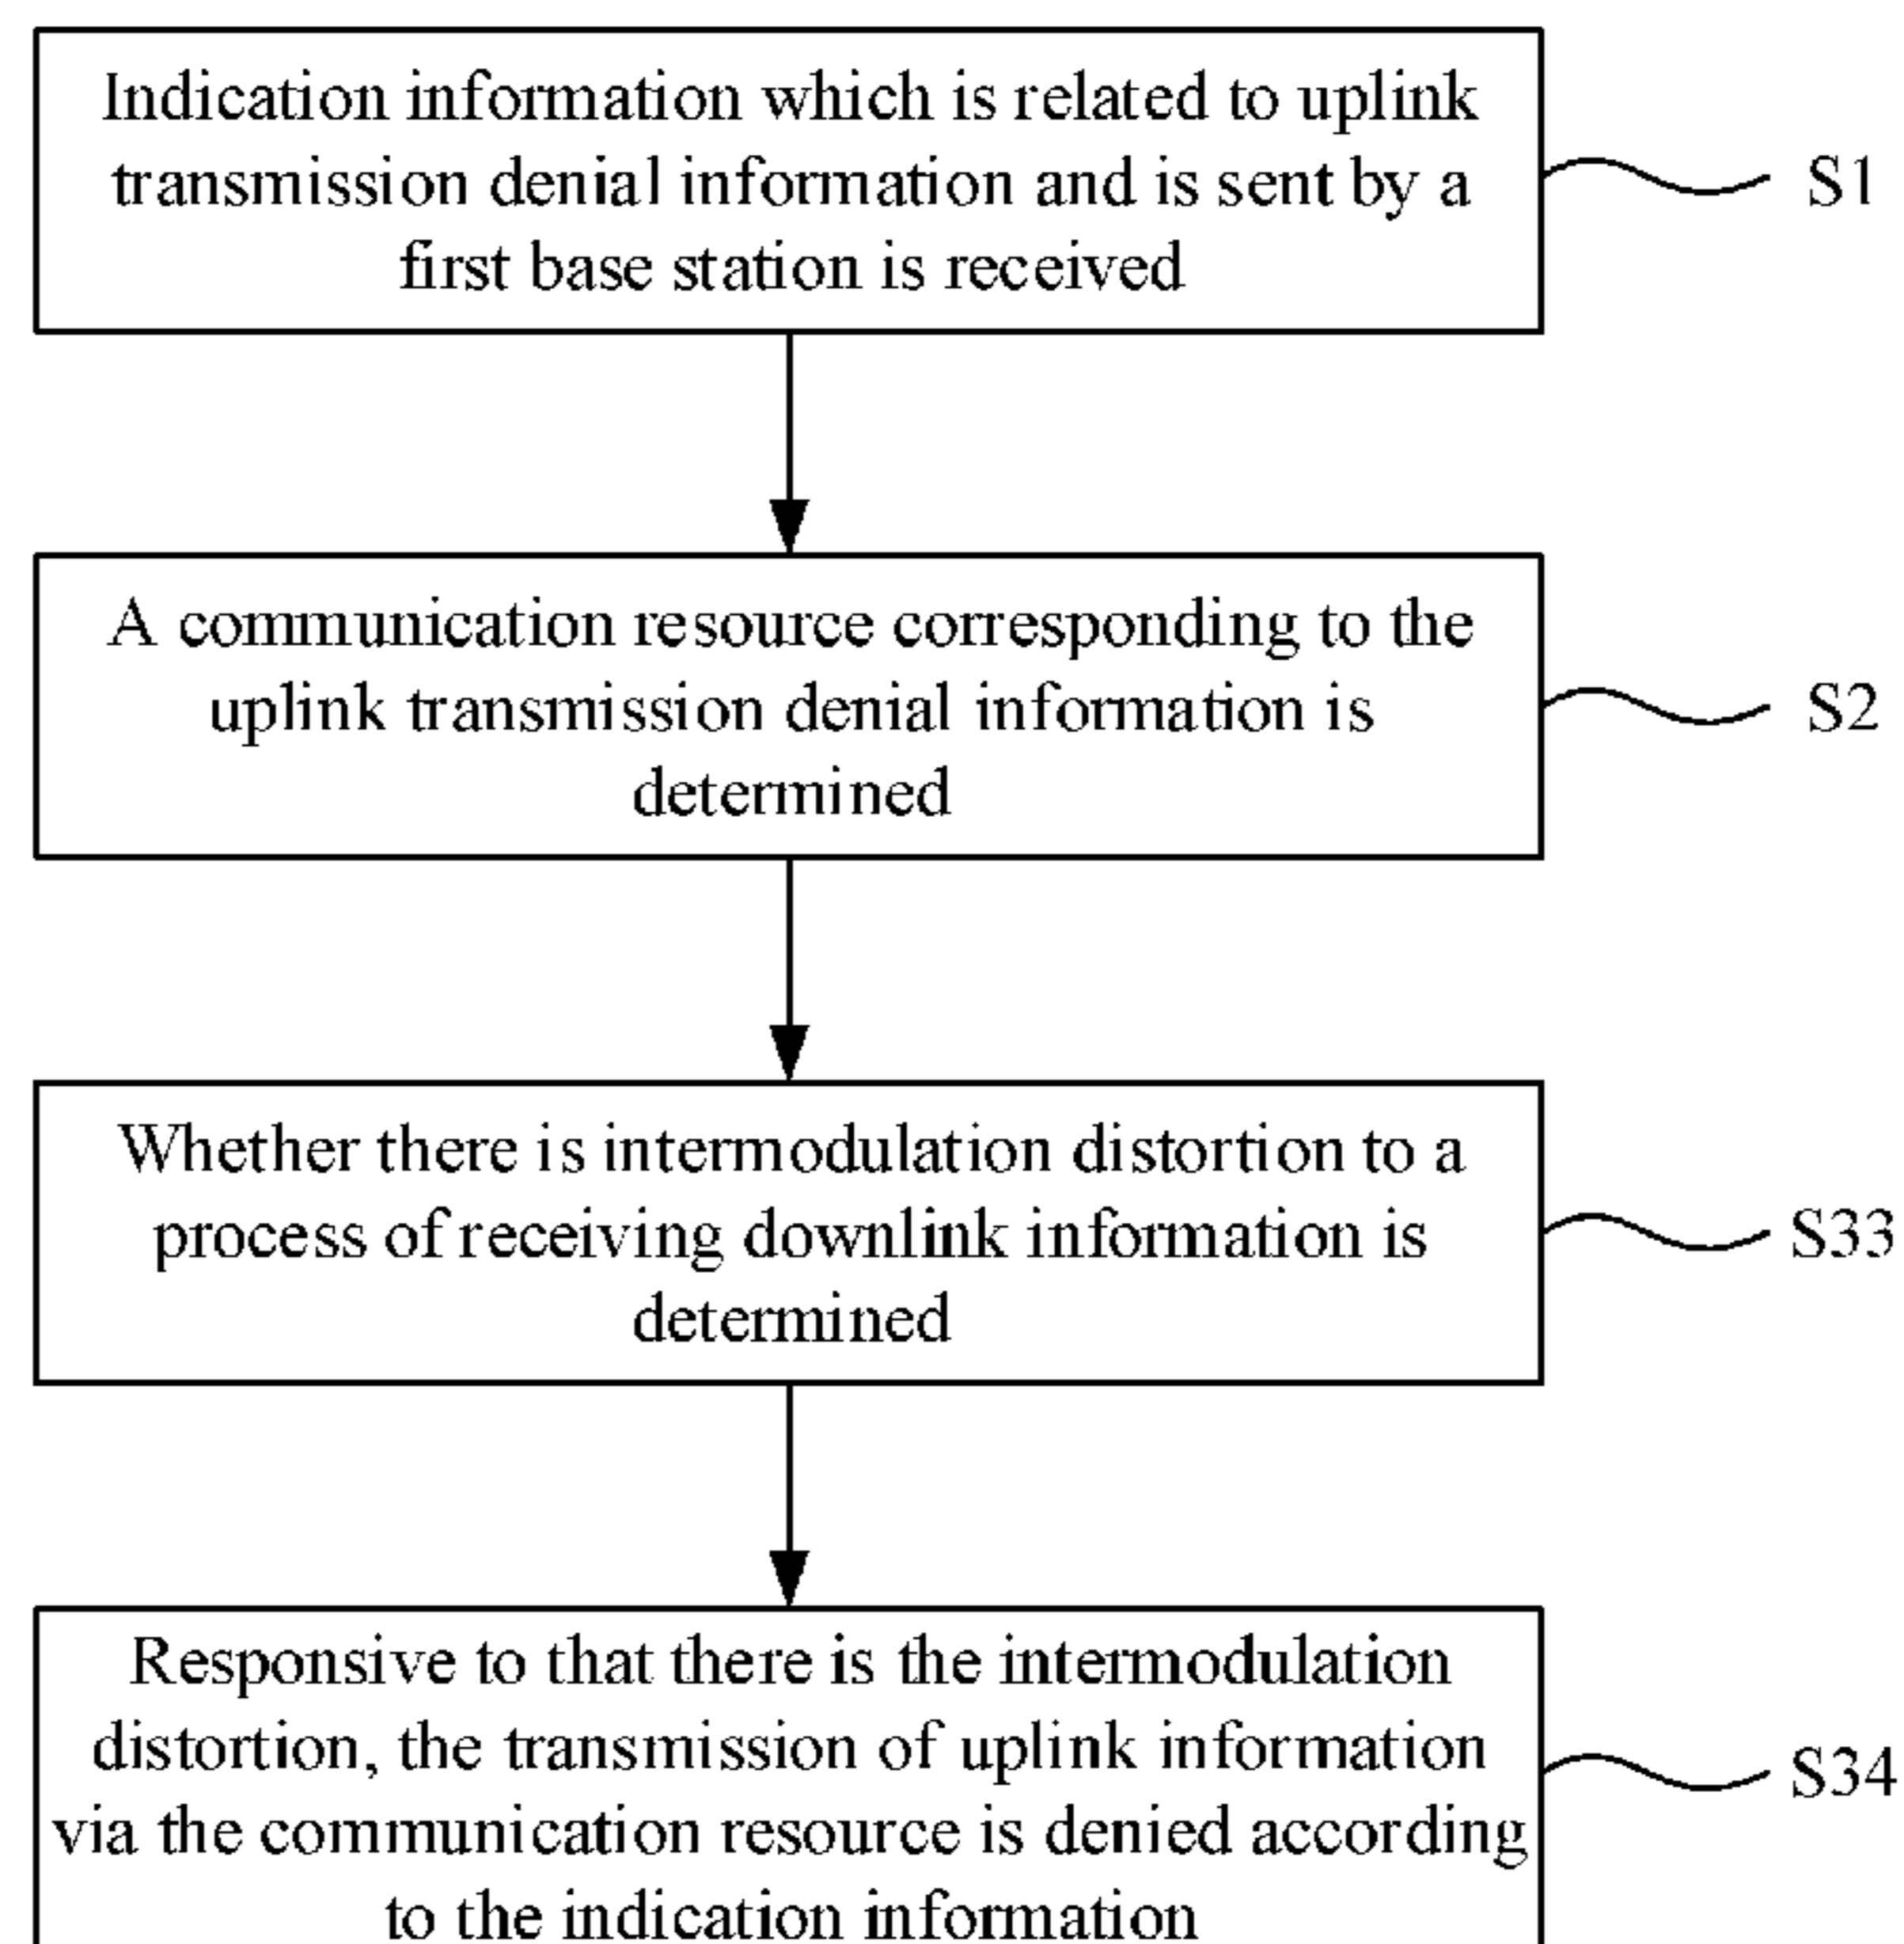 Indication information which is related to uplink
transmission denial information and is sent by a
first base station is received
S1
A communication resource corresponding to the
uplink transmission denial information is
determined
S2
Whether there is intermodulation distortion to a
process of receiving downlink information is
determined
S33
Responsive to that there is the intermodulation
distortion, the transmission of uplink information
via the communication resource is denied according
to the indication information
S34